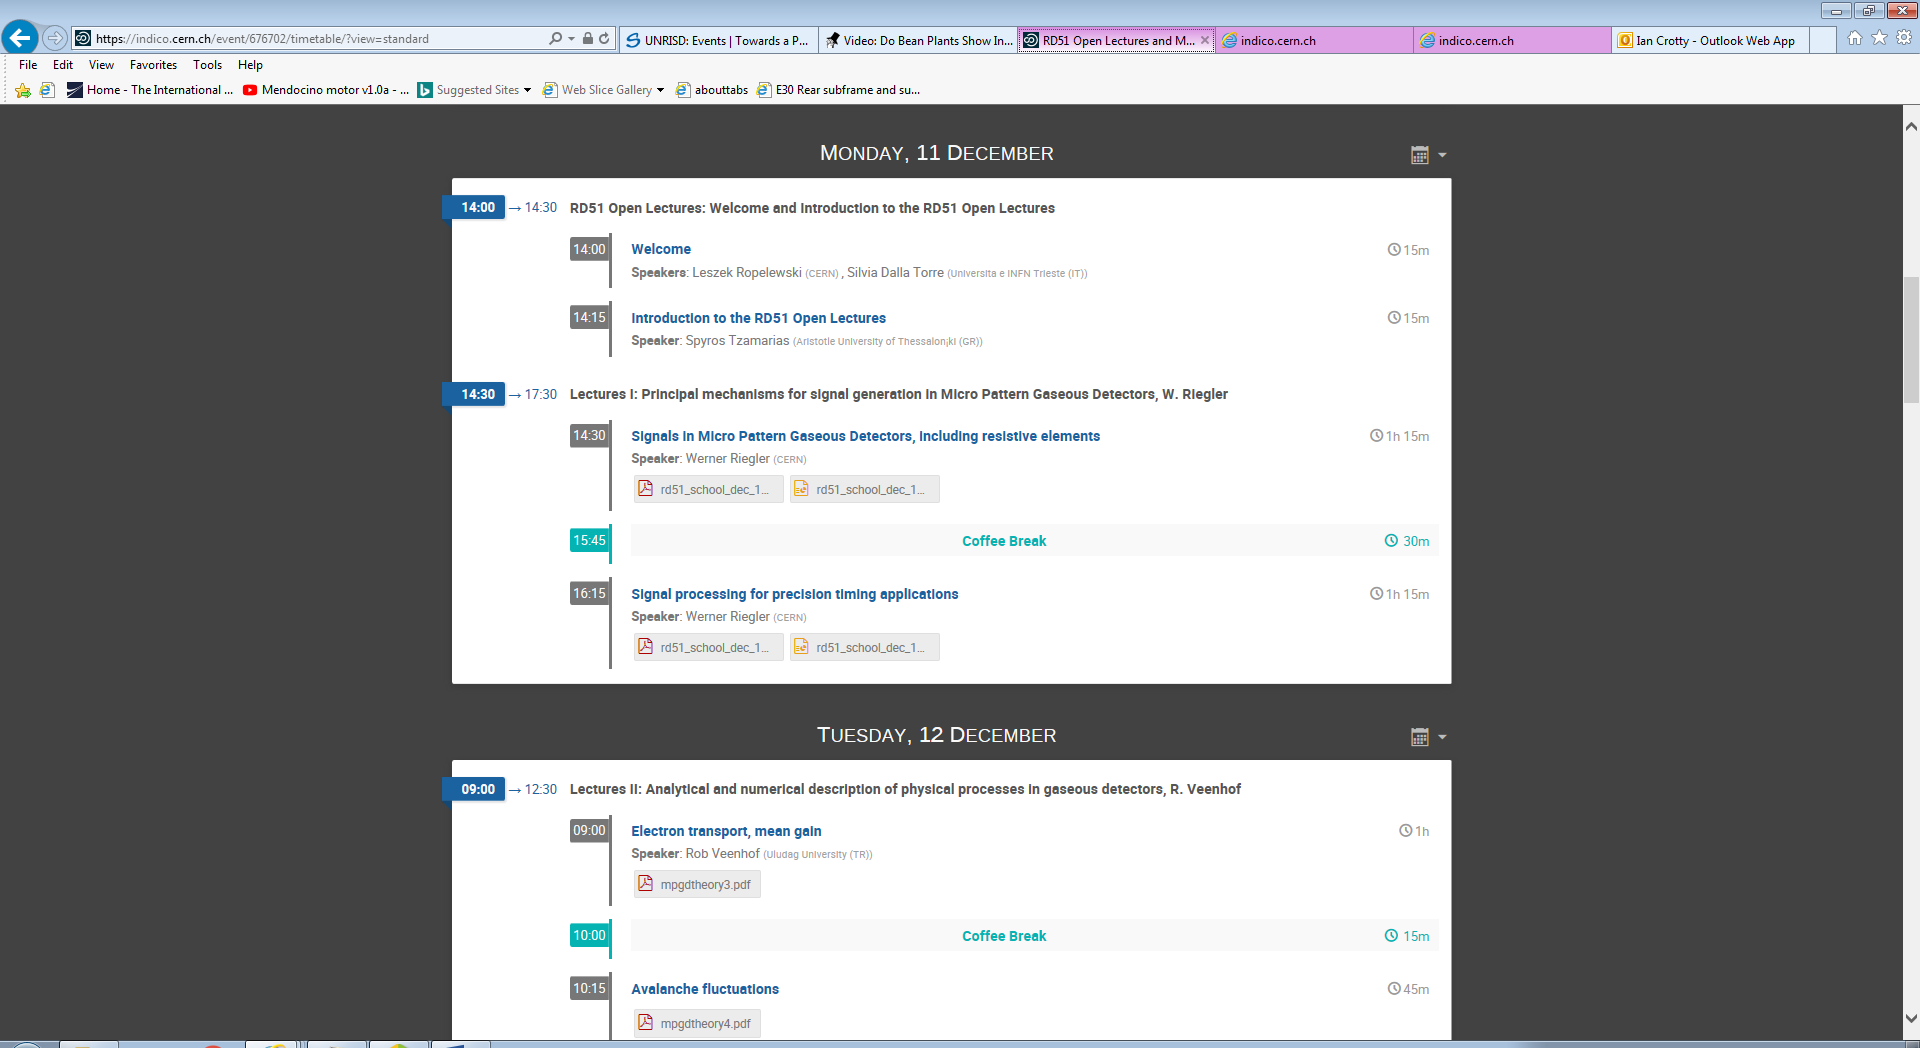 https://indico.cern.ch/event/676702/timetable/?view=standard
UNRISD: Events | Towards a P...
Video: Do Bean Plants Show In...
RD51 Open Lectures and M...
indico.cern.ch
indico.cern.ch
Ian Crotty - Outlook Web App
File Edit View Favorites Tools Help
Home - The International ...
Mendocino motor v1.0a - ...
Suggested Sites
Web Slice Gallery
abouttabs
E30 Rear subframe and su...
MONDAY, 11 DECEMBER
14:00 → 14:30 RD51 Open Lectures: Welcome and Introduction to the RD51 Open Lectures
14:00 Welcome 15m
Speakers: Leszek Ropelewski (CERN) , Silvia Dalla Torre (Universita e INFN Trieste (IT))
14:15 Introduction to the RD51 Open Lectures 15m
Speaker: Spyros Tzamarias (Aristotle University of Thessalon¡ki (GR))
14:30 → 17:30 Lectures I: Principal mechanisms for signal generation in Micro Pattern Gaseous Detectors, W. Riegler
14:30 Signals in Micro Pattern Gaseous Detectors, including resistive elements 1h 15m
Speaker: Werner Riegler (CERN)
rd51_school_dec_1... rd51_school_dec_1...
15:45 Coffee Break 30m
16:15 Signal processing for precision timing applications 1h 15m
Speaker: Werner Riegler (CERN)
rd51_school_dec_1... rd51_school_dec_1...
TUESDAY, 12 DECEMBER
09:00 → 12:30 Lectures II: Analytical and numerical description of physical processes in gaseous detectors, R. Veenhof
09:00 Electron transport, mean gain 1h
Speaker: Rob Veenhof (Uludag University (TR))
mpgdtheory3.pdf
10:00 Coffee Break 15m
10:15 Avalanche fluctuations 45m
mpgdtheory4.pdf